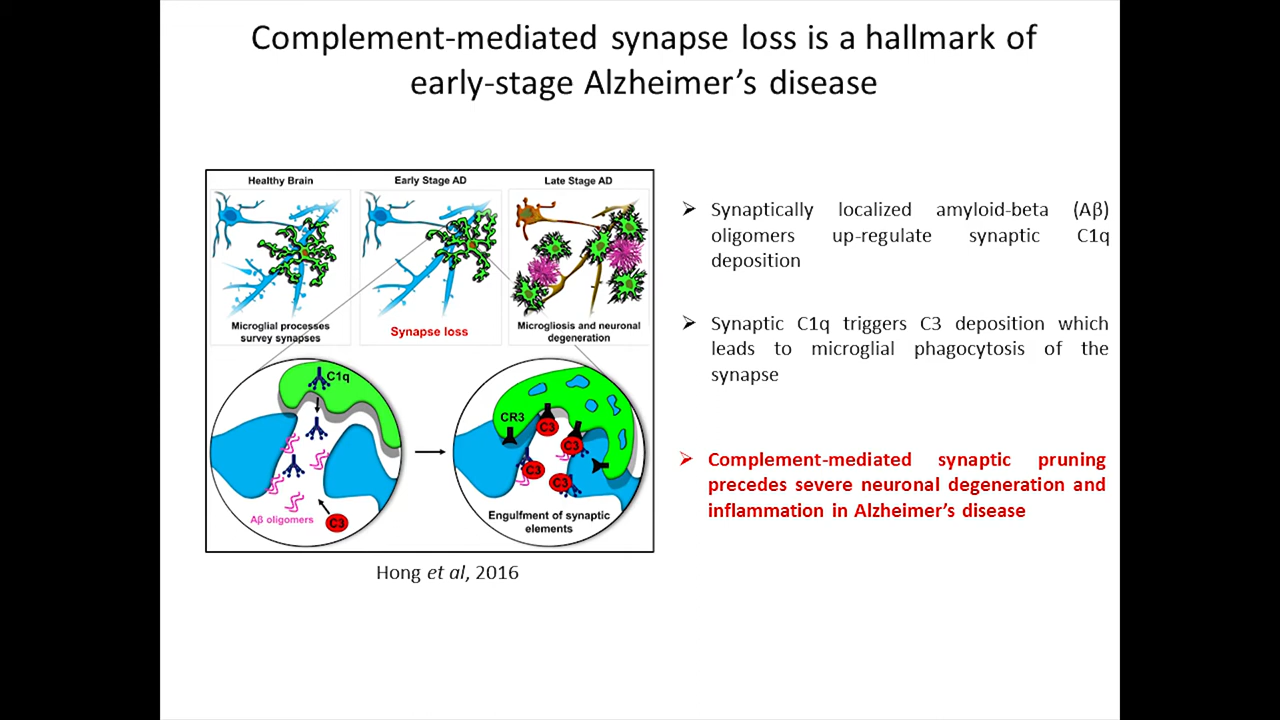 Complement-mediated synapse loss is a hallmark of
early-stage Alzheimer's disease
Healthy Brain
Early Stage AD
Late Stage AD
Microglial processes
survey synapses
Synapse loss
Microgliosis and neuronal
degeneration
C1q
Aβ oligomers
C3
CR3
C3
C3
C3
C3
Engulfment of synaptic
elements
Hong et al, 2016
➢ Synaptically localized amyloid-beta (Aβ)
oligomers up-regulate synaptic C1q
deposition
➢ Synaptic C1q triggers C3 deposition which
leads to microglial phagocytosis of the
synapse
➢ Complement-mediated synaptic pruning
precedes severe neuronal degeneration and
inflammation in Alzheimer's disease